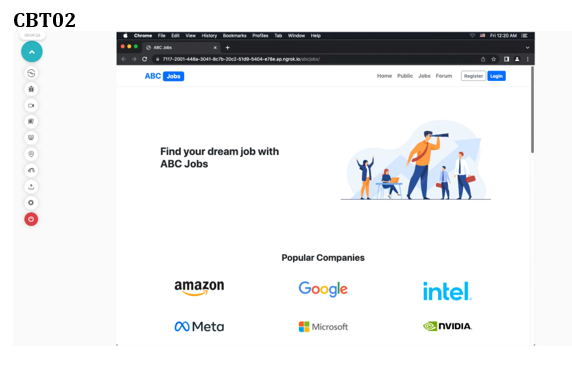 CBT02
Chrome File Edit View History Bookmarks Profiles Tab Window Help Fri 12:20 AM
ABC Jobs
7117-2001-448a-3041-8c7b-20c2-51d9-b404-e78e.ap.ngrok.io/abcjobs/
ABC Jobs Home Public Jobs Forum Register Login
Find your dream job with
ABC Jobs
Popular Companies
amazon Google intel
Meta Microsoft NVIDIA